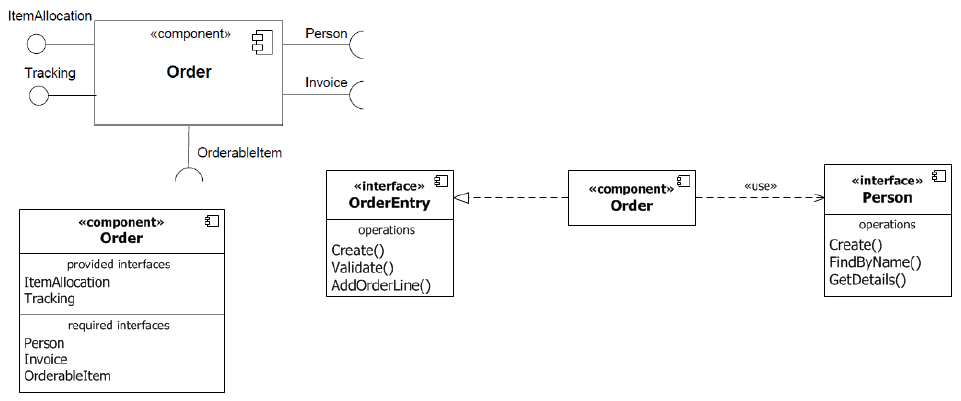 ItemAllocation
«component»
Order
Tracking
Person
Invoice
OrderableItem
«component»
Order
provided interfaces
ItemAllocation
Tracking
required interfaces
Person
Invoice
OrderableItem
«interface»
OrderEntry
operations
Create()
Validate()
AddOrderLine()
«component»
Order
«use»
«interface»
Person
operations
Create()
FindByName()
GetDetails()